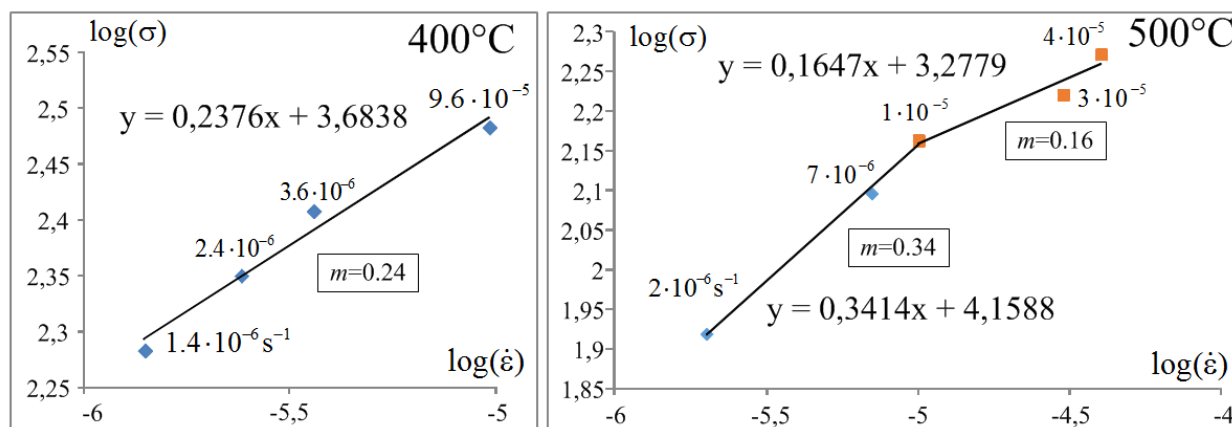 log(σ)
400°C
2,55
2,5
2,45
2,4
2,35
2,3
2,25
y = 0,2376x + 3,6838
9.6·10⁻⁵
3.6·10⁻⁶
2.4·10⁻⁶
m=0.24
1.4·10⁻⁶ s⁻¹
log(ε̇)
-6
-5,5
-5
log(σ)
500°C
2,3
2,25
2,2
2,15
2,1
2,05
2
1,95
1,9
1,85
4·10⁻⁵
y = 0,1647x + 3,2779
1·10⁻⁵
3·10⁻⁵
m=0.16
7·10⁻⁶
m=0.34
2·10⁻⁶ s⁻¹
y = 0,3414x + 4,1588
log(ε̇)
-6
-5,5
-5
-4,5
-4